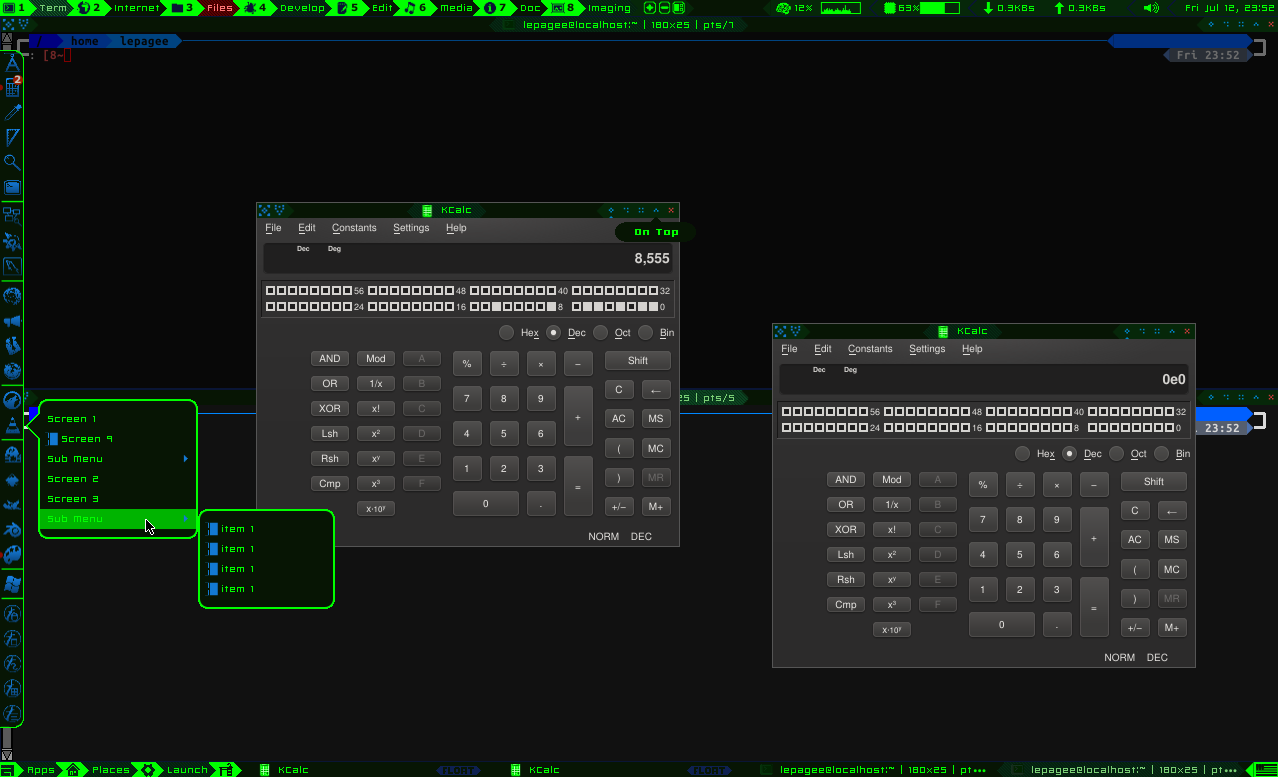 1 Term 2 Internet 3 Files 4 Develop 5 Edit 6 Media 7 Doc 8 Imaging 12% 63% 0.3KBs 0.3KBs Fri Jul 12, 23:52
lepagee@localhost:~ | 180x25 | pts/7
/ home lepagee
: [8~ Fri 23:52
2
KCalc
File Edit Constants Settings Help
On Top
Dec Deg
8,555
56 48 40 32
24 16 8 0
Hex Dec Oct Bin
AND Mod A % ÷ × − Shift
OR 1/x B C ←
XOR x! C 7 8 9 + AC MS
Lsh x² D 4 5 6 ( MC
Rsh xʸ E 1 2 3 = ) MR
Cmp x³ F 0 . +/− M+
x·10ʸ
NORM DEC
KCalc
File Edit Constants Settings Help
Dec Deg
0e0
56 48 40 32
24 16 8 0
Hex Dec Oct Bin
AND Mod A % ÷ × − Shift
OR 1/x B C ←
XOR x! C 7 8 9 + AC MS
Lsh x² D 4 5 6 ( MC
Rsh xʸ E 1 2 3 = ) MR
Cmp x³ F 0 . +/− M+
x·10ʸ
NORM DEC
25 | pts/5
. 23:52
Screen 1
Screen 9
Sub Menu
Screen 2
Screen 3
Sub Menu
item 1
item 1
item 1
item 1
Apps Places Launch KCalc FLOAT KCalc FLOAT lepagee@localhost:~ | 180x25 | pt••• lepagee@localhost:~ | 180x25 | pt•••